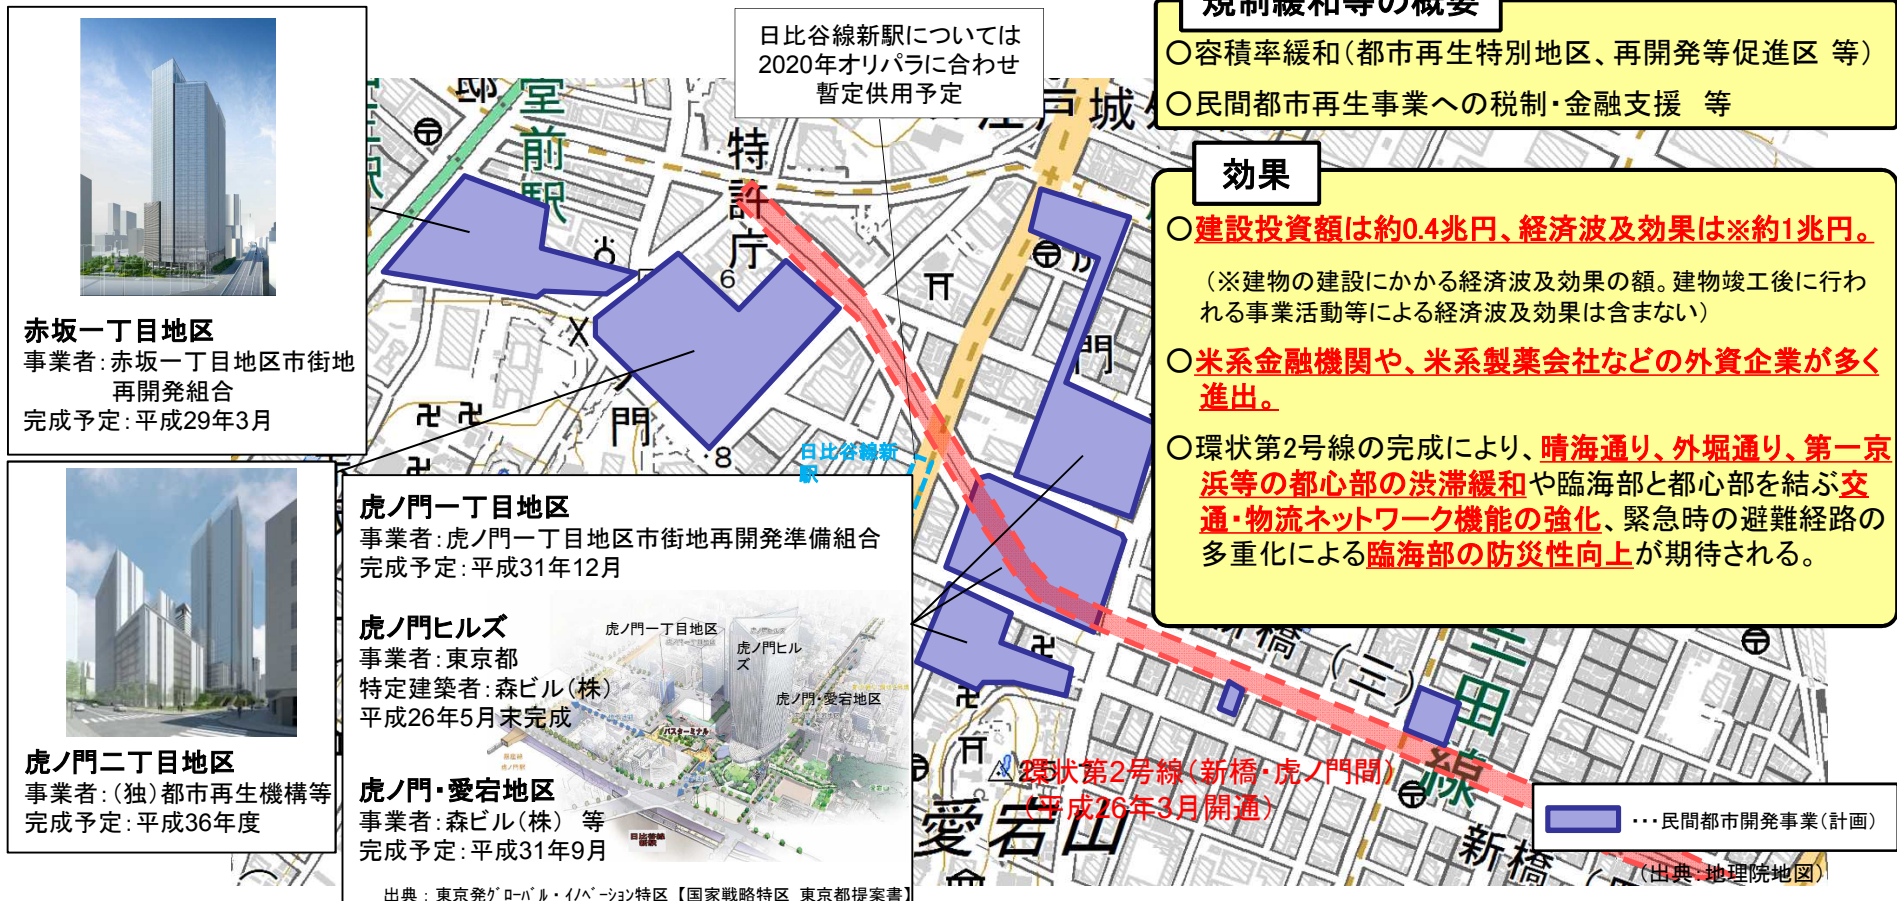 規制緩和等の概要
○容積率緩和(都市再生特別地区、再開発等促進区 等)
○民間都市再生事業への税制・金融支援 等
効果
○建設投資額は約0.4兆円、経済波及効果は※約1兆円。
(※建物の建設にかかる経済波及効果の額。建物竣工後に行わ
れる事業活動等による経済波及効果は含まない)
○米系金融機関や、米系製薬会社などの外資企業が多く
進出。
○環状第2号線の完成により、晴海通り、外堀通り、第一京
浜等の都心部の渋滞緩和や臨海部と都心部を結ぶ交
通・物流ネットワーク機能の強化、緊急時の避難経路の
多重化による臨海部の防災性向上が期待される。
日比谷線新駅については
2020年オリパラに合わせ
暫定供用予定
赤坂一丁目地区
事業者:赤坂一丁目地区市街地
再開発組合
完成予定:平成29年3月
虎ノ門二丁目地区
事業者:(独)都市再生機構等
完成予定:平成36年度
虎ノ門一丁目地区
事業者:虎ノ門一丁目地区市街地再開発準備組合
完成予定:平成31年12月
虎ノ門ヒルズ
事業者:東京都
特定建築者:森ビル(株)
平成26年5月末完成
虎ノ門・愛宕地区
事業者:森ビル(株) 等
完成予定:平成31年9月
出典:東京発グローバル・イノベーション特区【国家戦略特区 東京都提案書】
虎ノ門一丁目地区
虎ノ門ヒル
ズ
虎ノ門・愛宕地区
バスターミナル
日比谷線新
駅
環状第2号線(新橋・虎ノ門間)
(平成26年3月開通)
邸
堂前駅
特許庁
6
江戸城
門
門
8
愛宕山
新橋(三)
三田線
新橋
・・・民間都市開発事業(計画)
(出典:地理院地図)